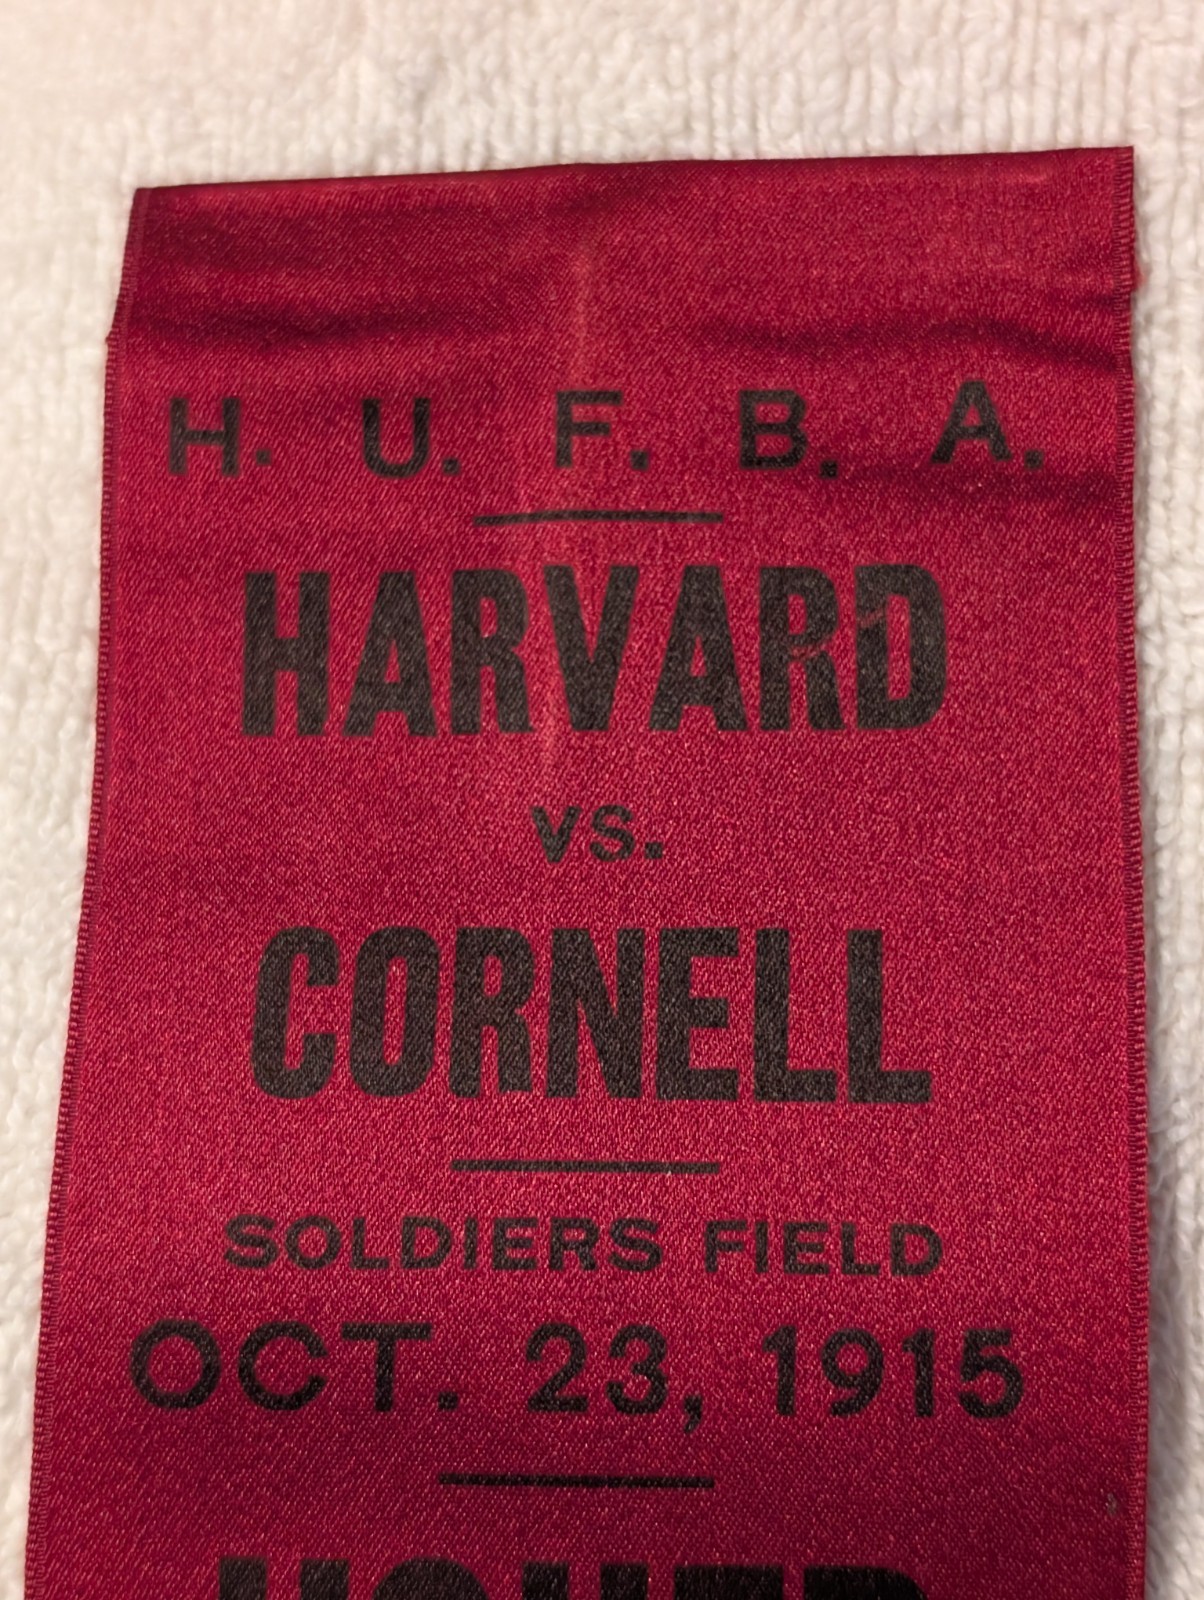 H. U. F. B. A.
HARVARD
VS.
CORNELL
SOLDIERS FIELD
OCT. 23, 1915